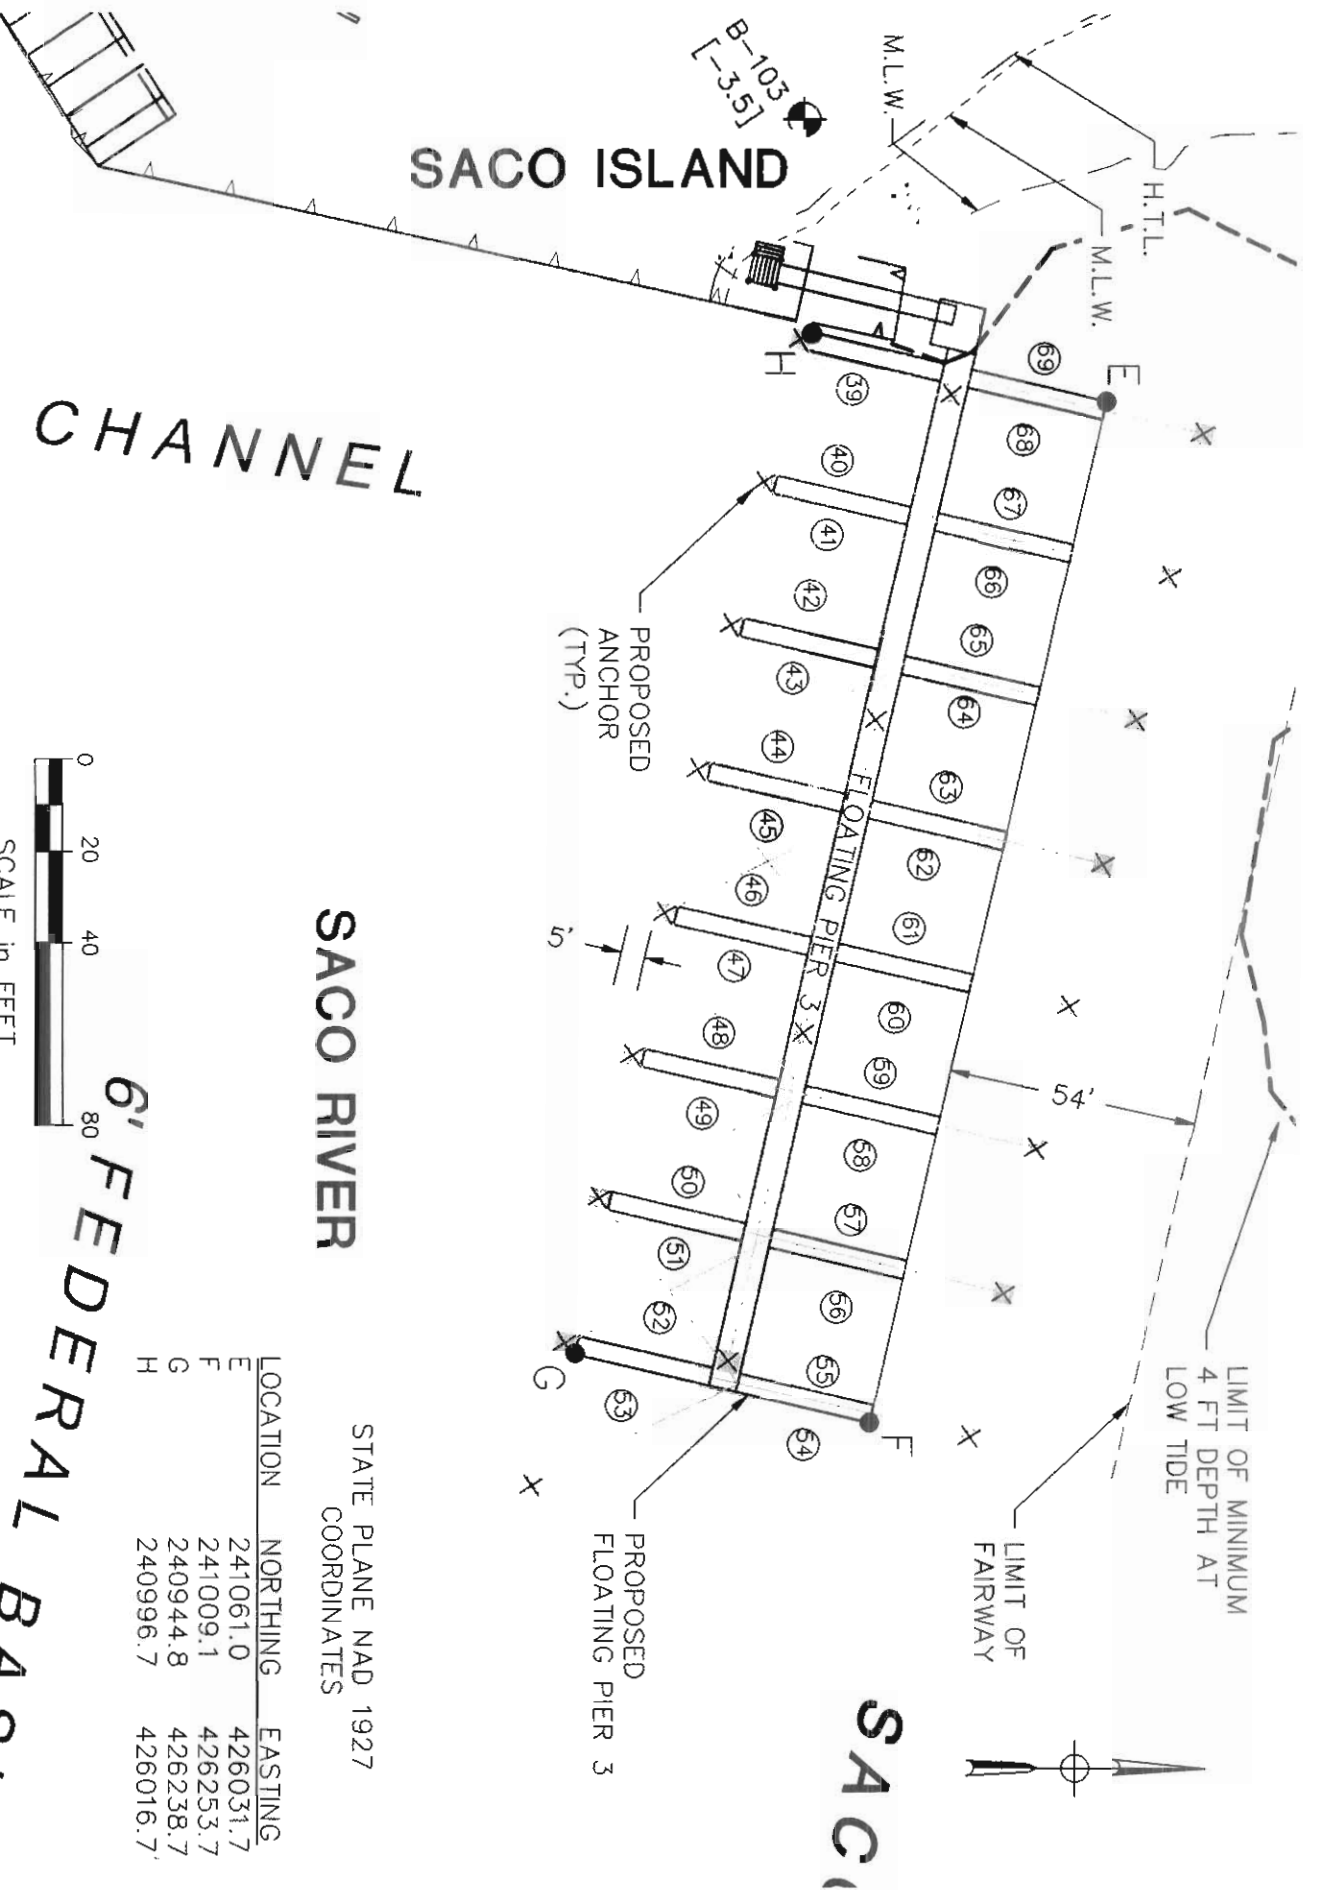 B-103
[-3.5]
M.L.W.
H.T.L.
M.L.W.
SACO ISLAND
CHANNEL
E
H
69
68
67
66
65
64
63
62
61
60
59
58
57
56
55
54
39
40
41
42
43
44
45
46
47
48
49
50
51
52
53
FLOATING PIER 3
PROPOSED
ANCHOR
(TYP.)
5'
54'
F
G
LIMIT OF MINIMUM
4 FT DEPTH AT
LOW TIDE
LIMIT OF
FAIRWAY
PROPOSED
FLOATING PIER 3
SACO RIVER
0 20 40 80
SCALE in FEET
6' FEDERAL
STATE PLANE NAD 1927
COORDINATES
LOCATION NORTHING EASTING
E 241061.0 426031.7
F 241009.1 426253.7
G 240944.8 426238.7
H 240996.7 426016.7